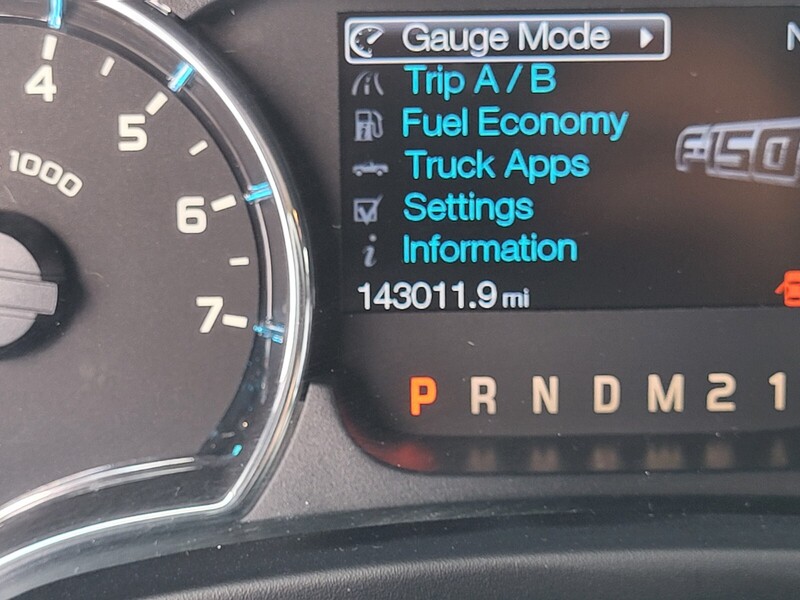 Gauge Mode
Trip A / B
Fuel Economy
Truck Apps
Settings
Information
143011.9 mi
F-150
P R N D M 2 1
4
5
6
7
1000